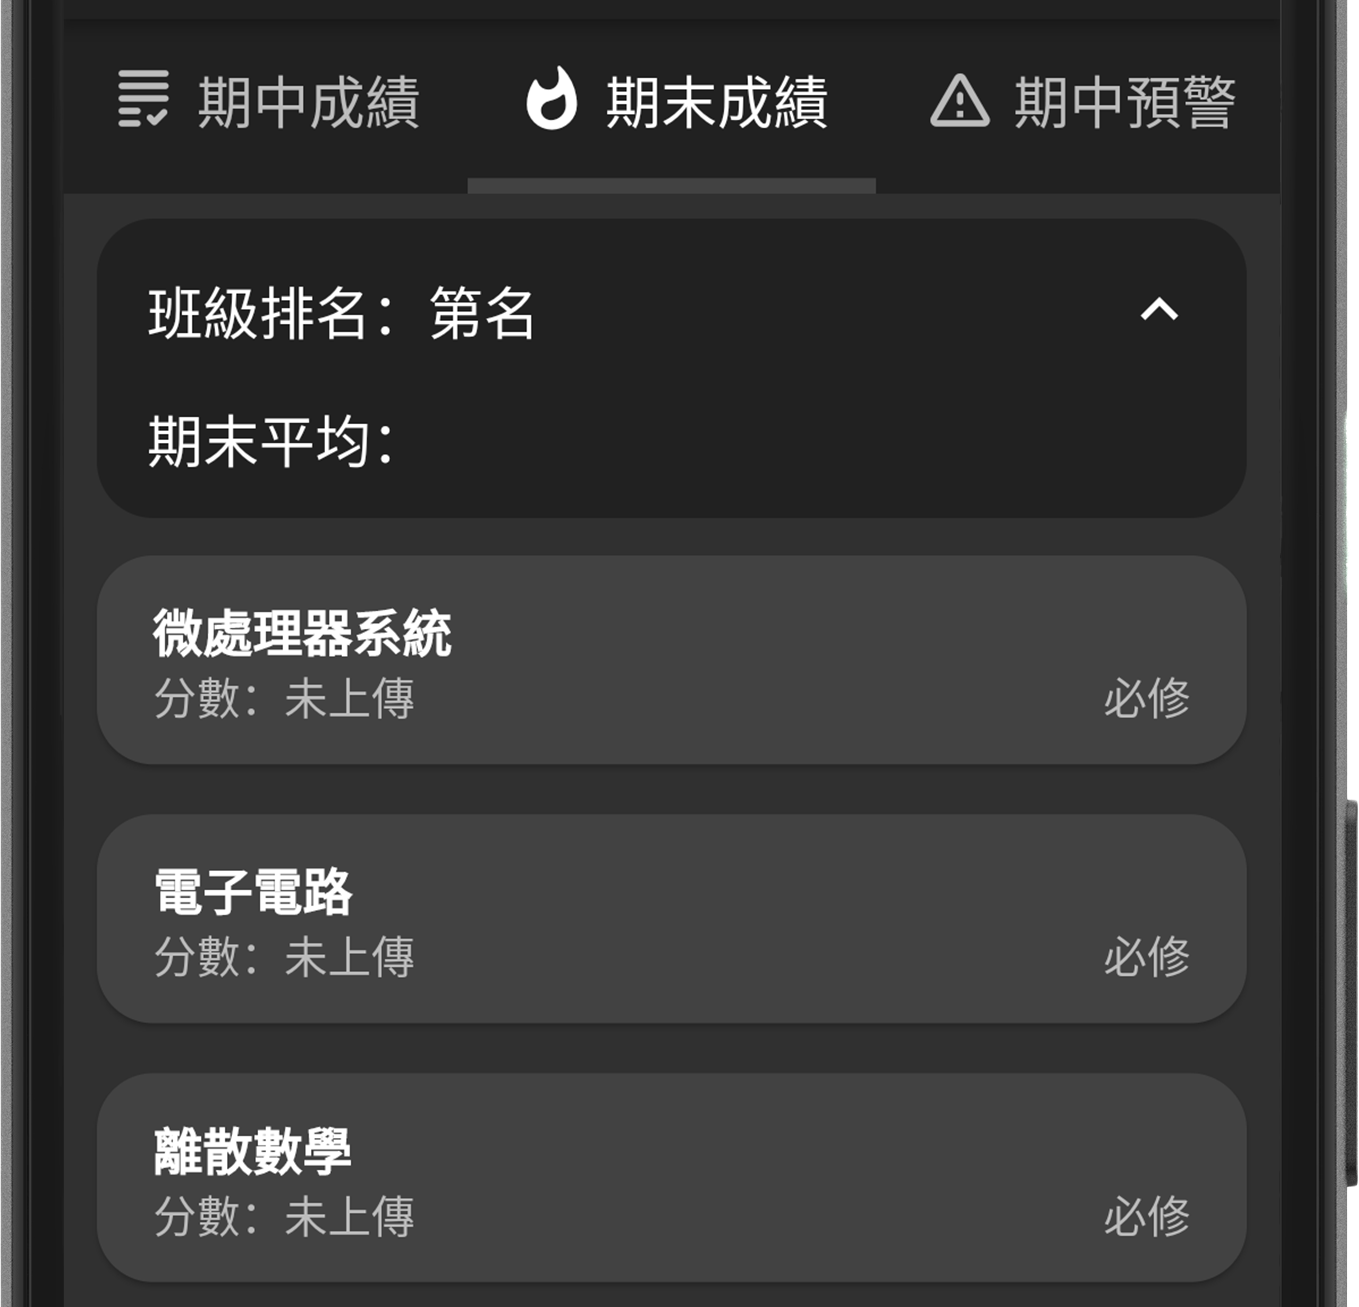 期中成績 期末成績 期中預警
班級排名：第名
期末平均：
微處理器系統
分數：未上傳 必修
電子電路
分數：未上傳 必修
離散數學
分數：未上傳 必修